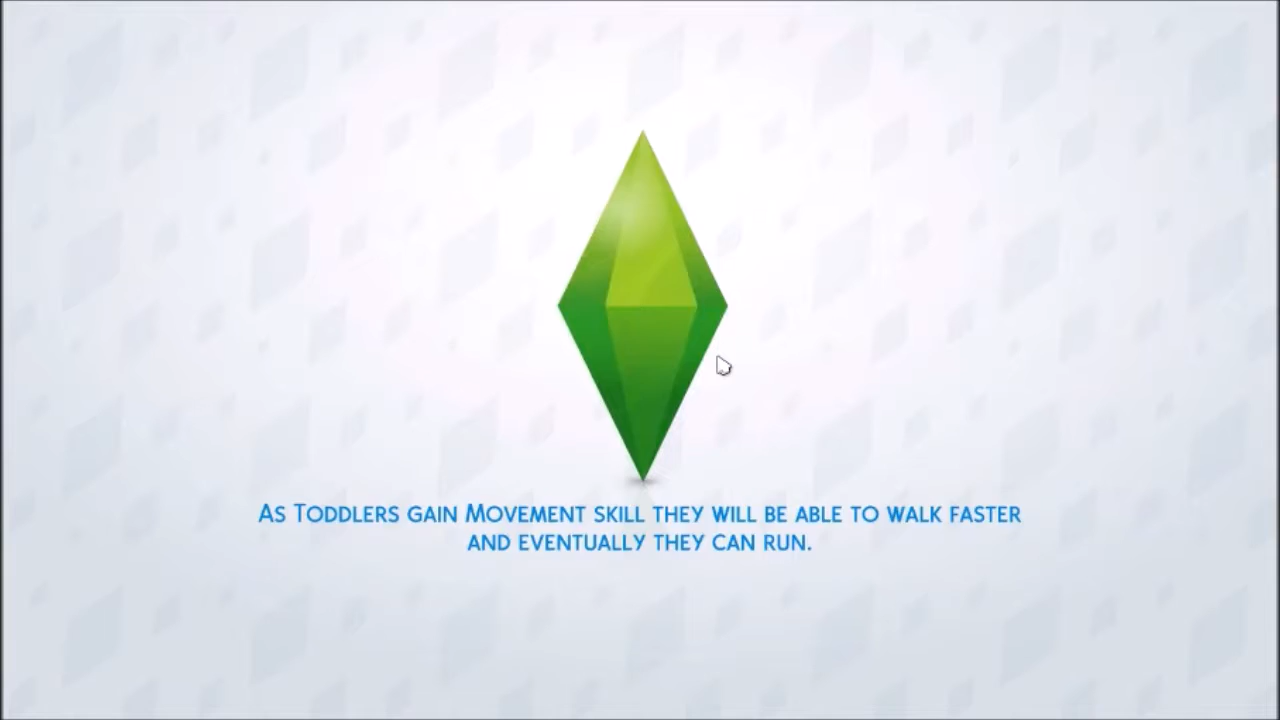 As Toddlers gain Movement skill they will be able to walk faster
and eventually they can run.